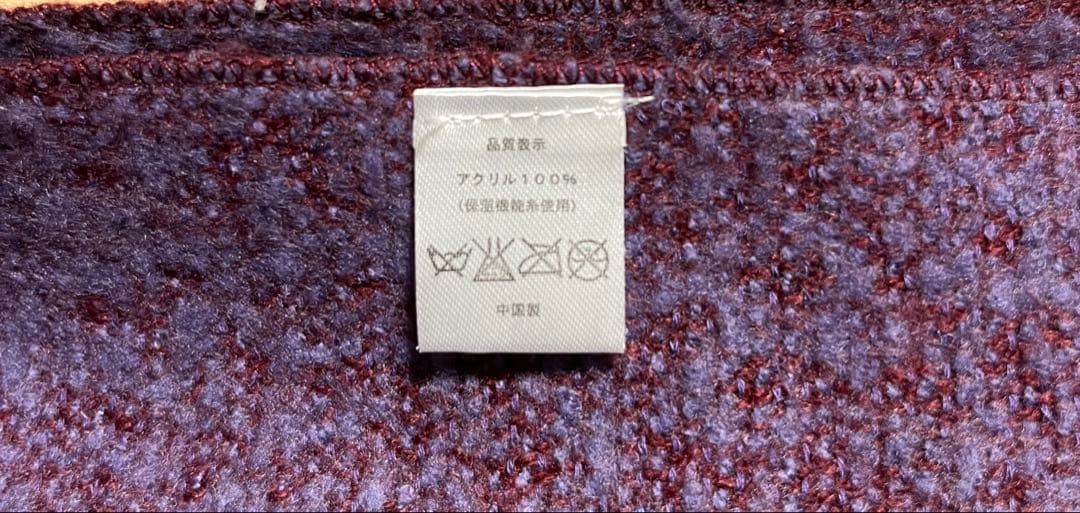 品質表示
アクリル１００％
（保湿機能糸使用）
中国製